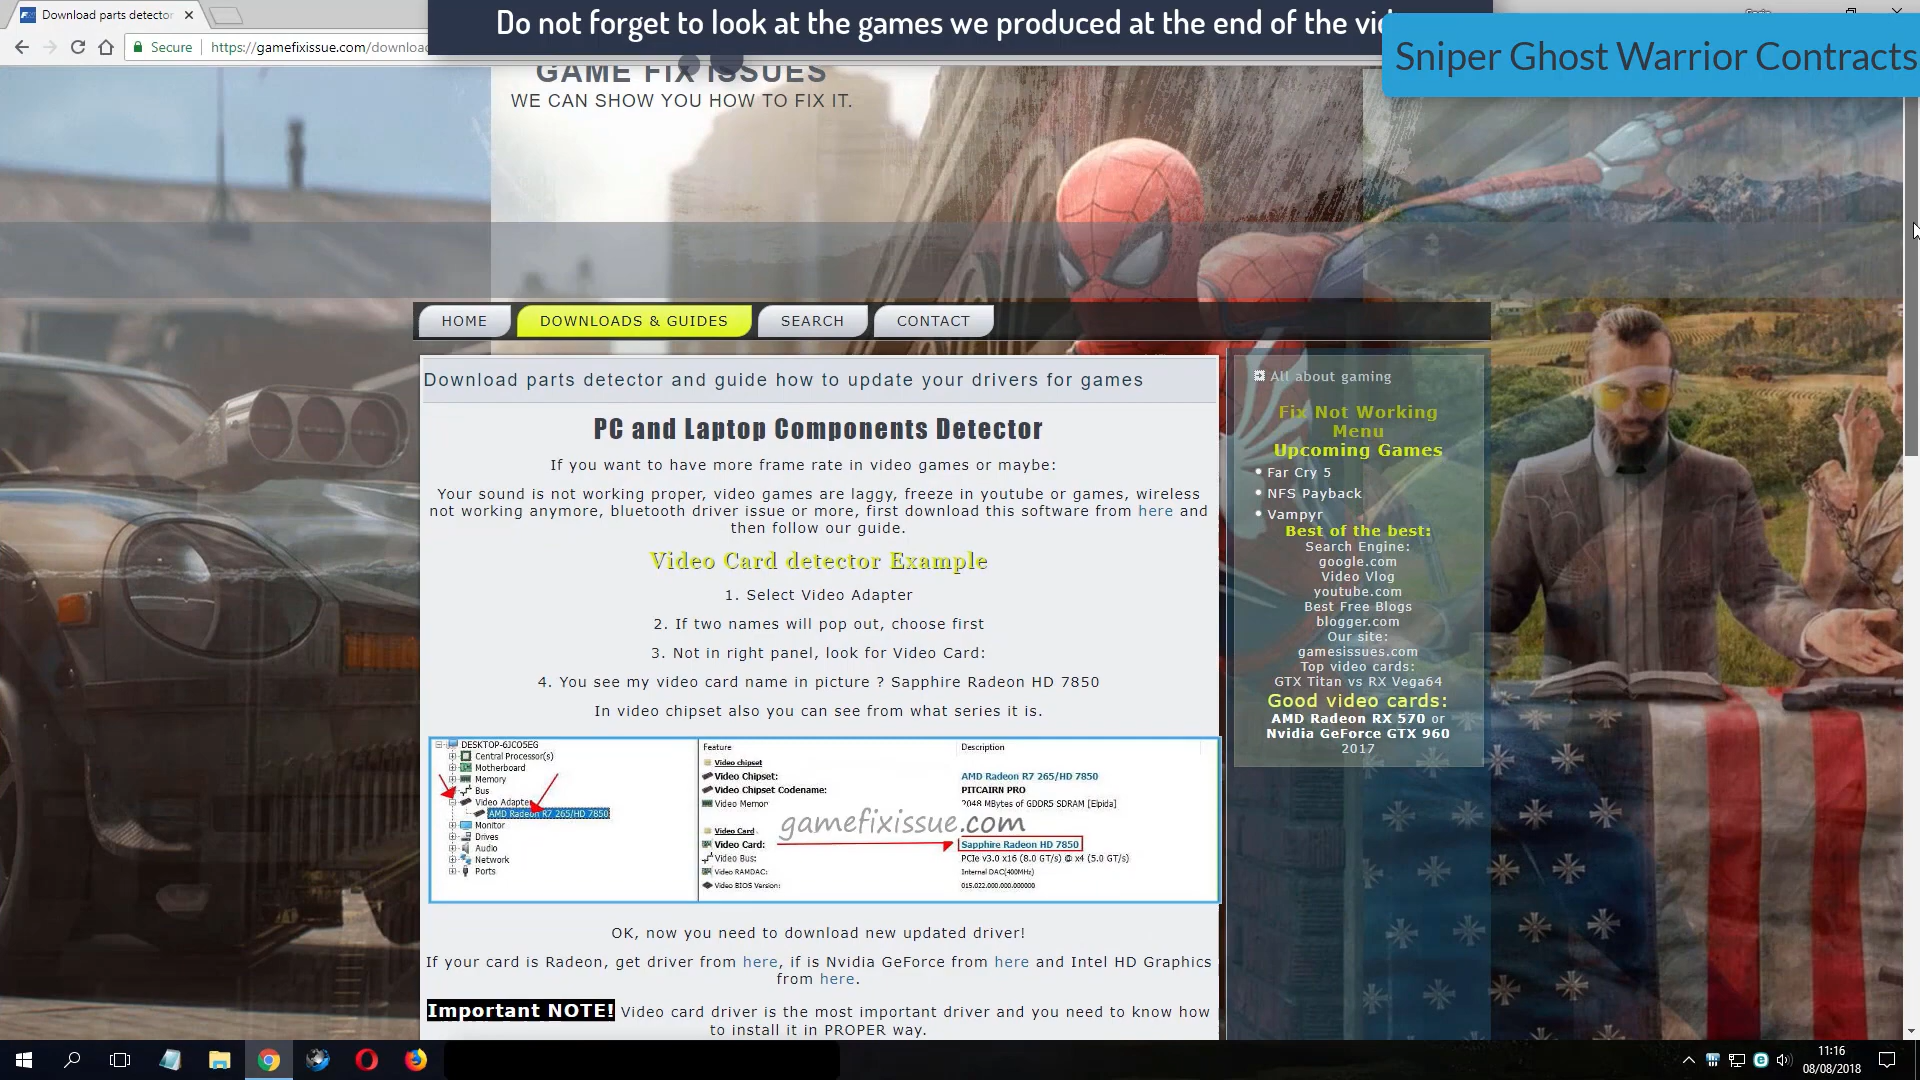 Download parts detector
Do not forget to look at the games we produced at the end of the
Sniper Ghost Warrior Contracts
Secure
https://gamefixissue.com/downloa
GAME FIX ISSUES
WE CAN SHOW YOU HOW TO FIX IT.
HOME
DOWNLOADS & GUIDES
SEARCH
CONTACT
Download parts detector and guide how to update your drivers for games
PC and Laptop Components Detector
If you want to have more frame rate in video games or maybe:
Your sound is not working proper, video games are laggy, freeze in youtube or games, wireless
not working anymore, bluetooth driver issue or more, first download this software from here and
then follow our guide.
Video Card detector Example
1. Select Video Adapter
2. If two names will pop out, choose first
3. Not in right panel, look for Video Card:
4. You see my video card name in picture ? Sapphire Radeon HD 7850
In video chipset also you can see from what series it is.
DESKTOP-6JCO5EG
Central Processor(s)
Motherboard
Memory
Bus
Video Adapter
AMD Radeon R7 265/HD 7850
Monitor
Drives
Audio
Network
Ports
Feature
Description
Video chipset
Video Chipset:
AMD Radeon R7 265/HD 7850
Video Chipset Codename:
PITCAIRN PRO
Video Memor
2048 MBytes of GDDR5 SDRAM [Elpida]
gamefixissue.com
Video Card
Video Card:
Sapphire Radeon HD 7850
Video Bus:
PCIe v3.0 x16 (8.0 GT/s) @ x4 (5.0 GT/s)
Video RAMDAC:
Internal DAC(400MHz)
Video BIOS Version:
015.022.000.000.000000
OK, now you need to download new updated driver!
If your card is Radeon, get driver from here, if is Nvidia GeForce from here and Intel HD Graphics
from here.
Important NOTE! Video card driver is the most important driver and you need to know how
to install it in PROPER way.
All about gaming
Fix Not Working
Menu
Upcoming Games
Far Cry 5
NFS Payback
Vampyr
Best of the best:
Search Engine:
google.com
Video Vlog
youtube.com
Best Free Blogs
blogger.com
Our site:
gamesissues.com
Top video cards:
GTX Titan vs RX Vega64
Good video cards:
AMD Radeon RX 570 or
Nvidia GeForce GTX 960
2017
11:16
08/08/2018